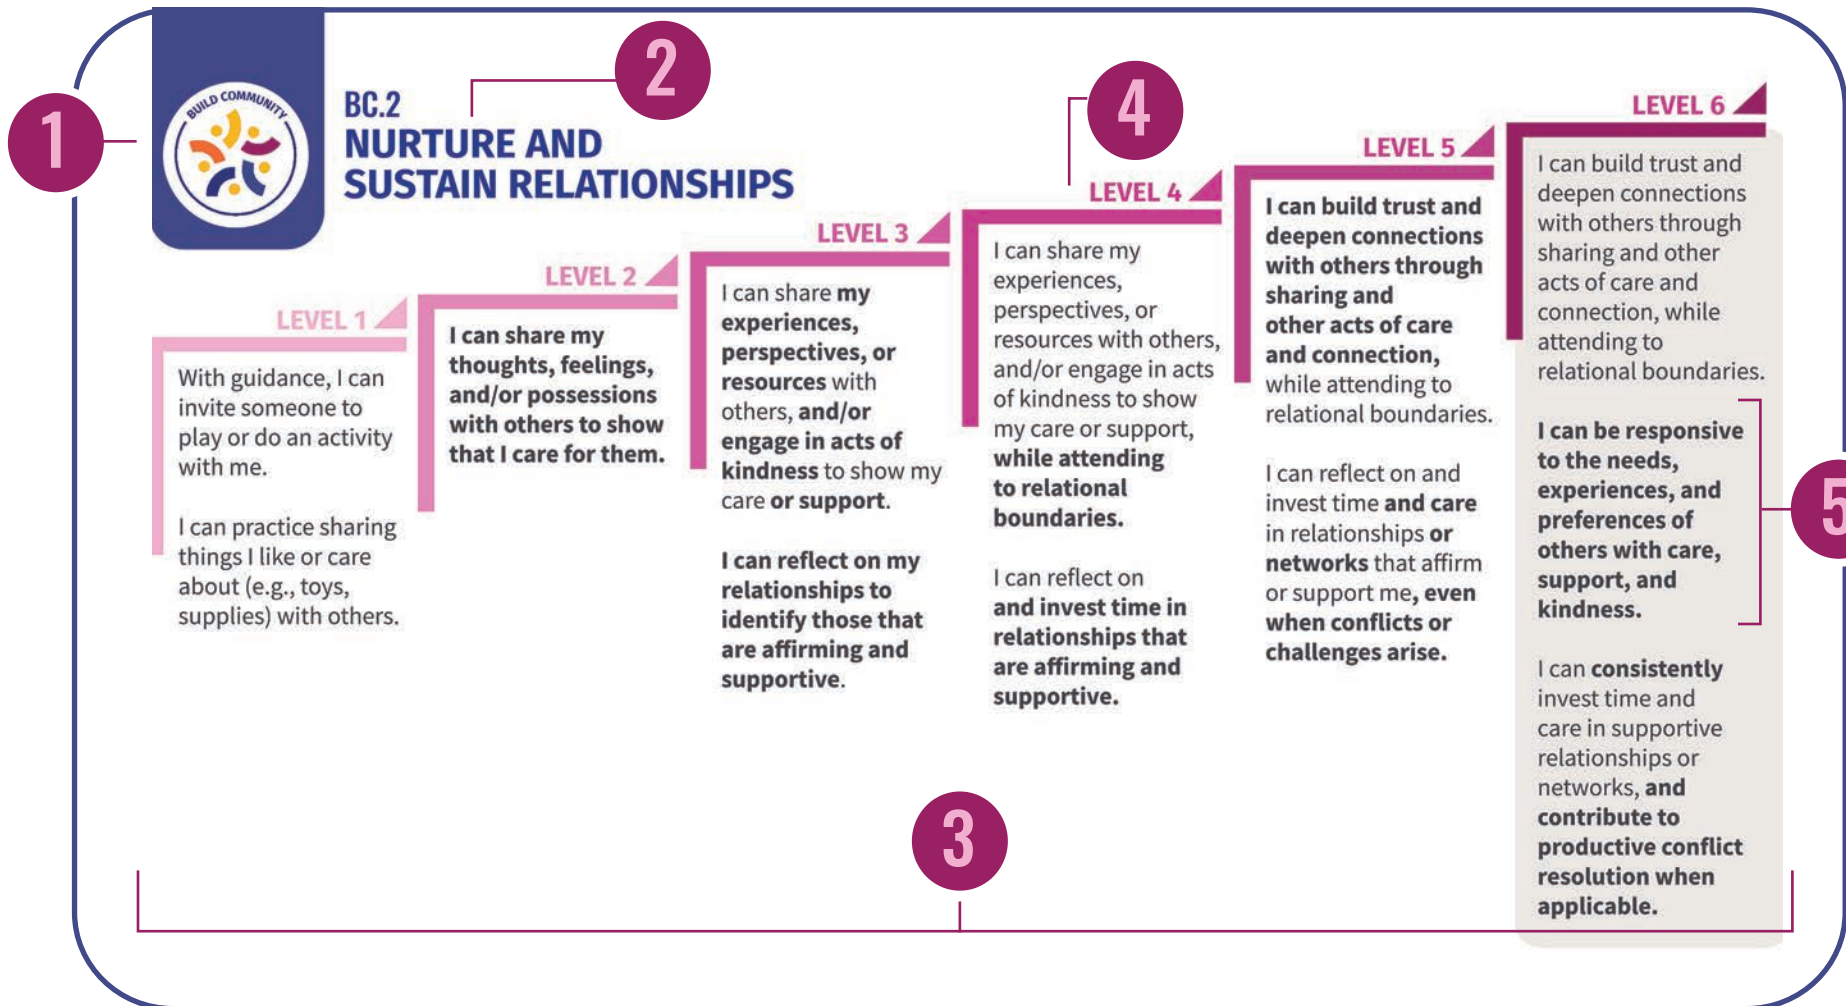 1
BUILD COMMUNITY
BC.2
NURTURE AND
SUSTAIN RELATIONSHIPS
2
LEVEL 1
With guidance, I can
invite someone to
play or do an activity
with me.
I can practice sharing
things I like or care
about (e.g., toys,
supplies) with others.
LEVEL 2
I can share my
thoughts, feelings,
and/or possessions
with others to show
that I care for them.
LEVEL 3
I can share my
experiences,
perspectives, or
resources with
others, and/or
engage in acts of
kindness to show my
care or support.
I can reflect on my
relationships to
identify those that
are affirming and
supportive.
4
LEVEL 4
I can share my
experiences,
perspectives, or
resources with others,
and/or engage in acts
of kindness to show
my care or support,
while attending
to relational
boundaries.
I can reflect on
and invest time in
relationships that
are affirming and
supportive.
LEVEL 5
I can build trust and
deepen connections
with others through
sharing and
other acts of care
and connection,
while attending to
relational boundaries.
I can reflect on and
invest time and care
in relationships or
networks that affirm
or support me, even
when conflicts or
challenges arise.
LEVEL 6
I can build trust and
deepen connections
with others through
sharing and other
acts of care and
connection, while
attending to
relational boundaries.
I can be responsive
to the needs,
experiences, and
preferences of
others with care,
support, and
kindness.
I can consistently
invest time and
care in supportive
relationships or
networks, and
contribute to
productive conflict
resolution when
applicable.
5
3